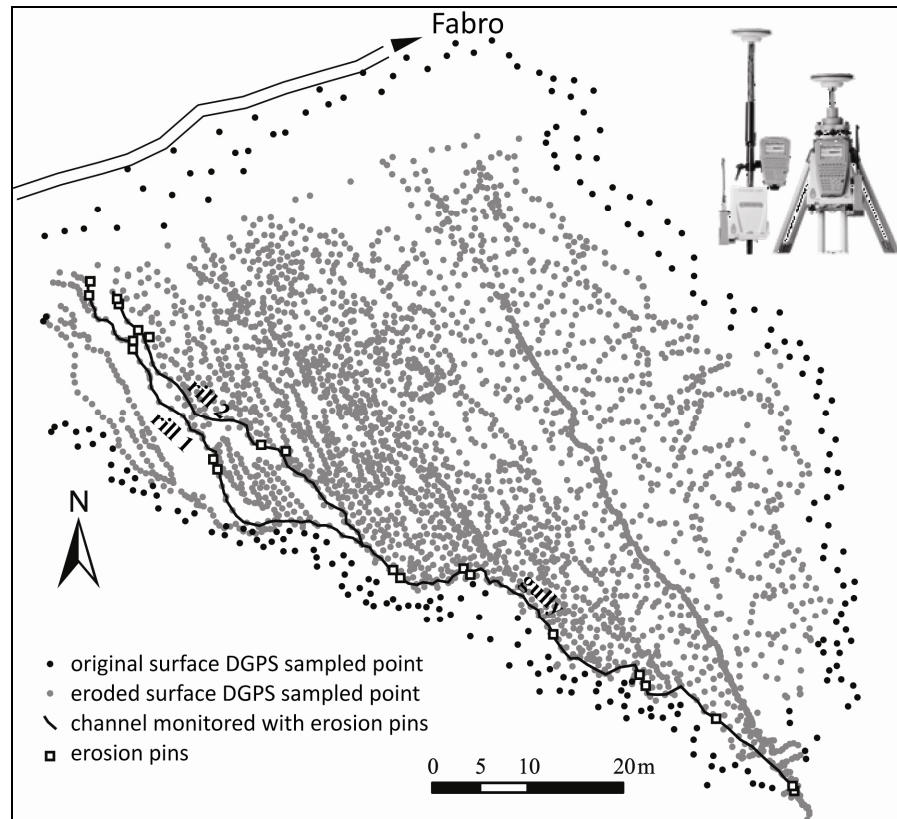 Fabro
rill 2
rill 1
N
gully
original surface DGPS sampled point
eroded surface DGPS sampled point
channel monitored with erosion pins
erosion pins
0 5 10 20 m